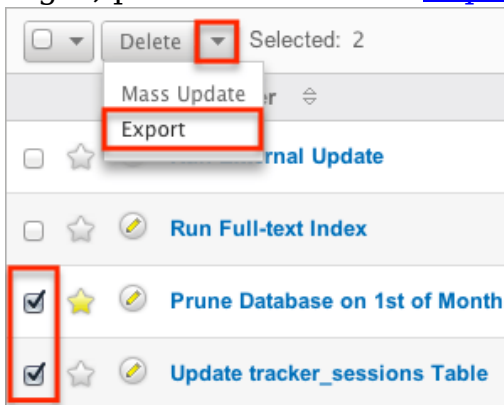 Delete Selected: 2
Mass Update
Export
rnal Update
Run Full-text Index
Prune Database on 1st of Month
Update tracker_sessions Table